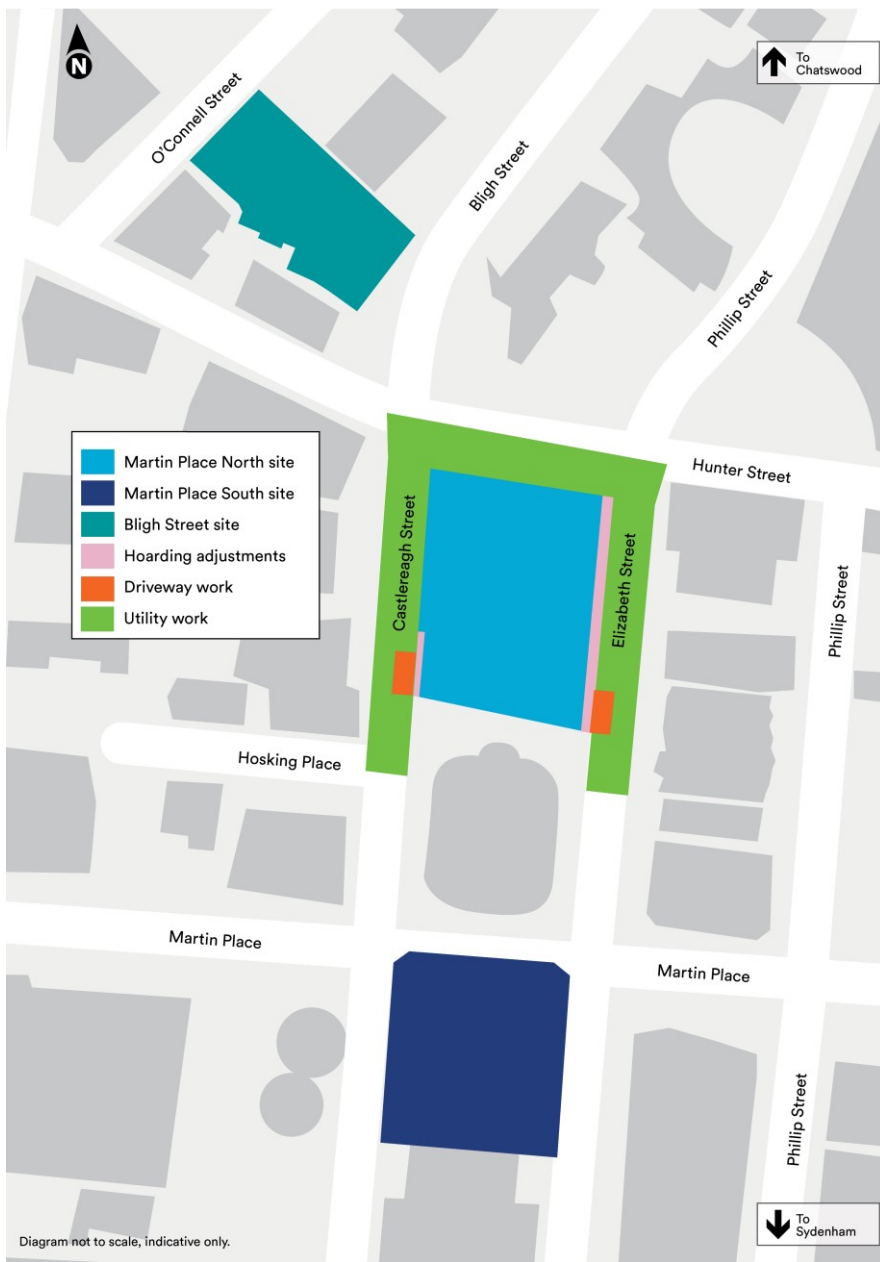 N
To
Chatswood
O'Connell Street
Bligh Street
Phillip Street
Martin Place North site
Martin Place South site
Bligh Street site
Hoarding adjustments
Driveway work
Utility work
Hunter Street
Castlereagh Street
Elizabeth Street
Phillip Street
Hosking Place
Martin Place
Martin Place
Phillip Street
To
Sydenham
Diagram not to scale, indicative only.